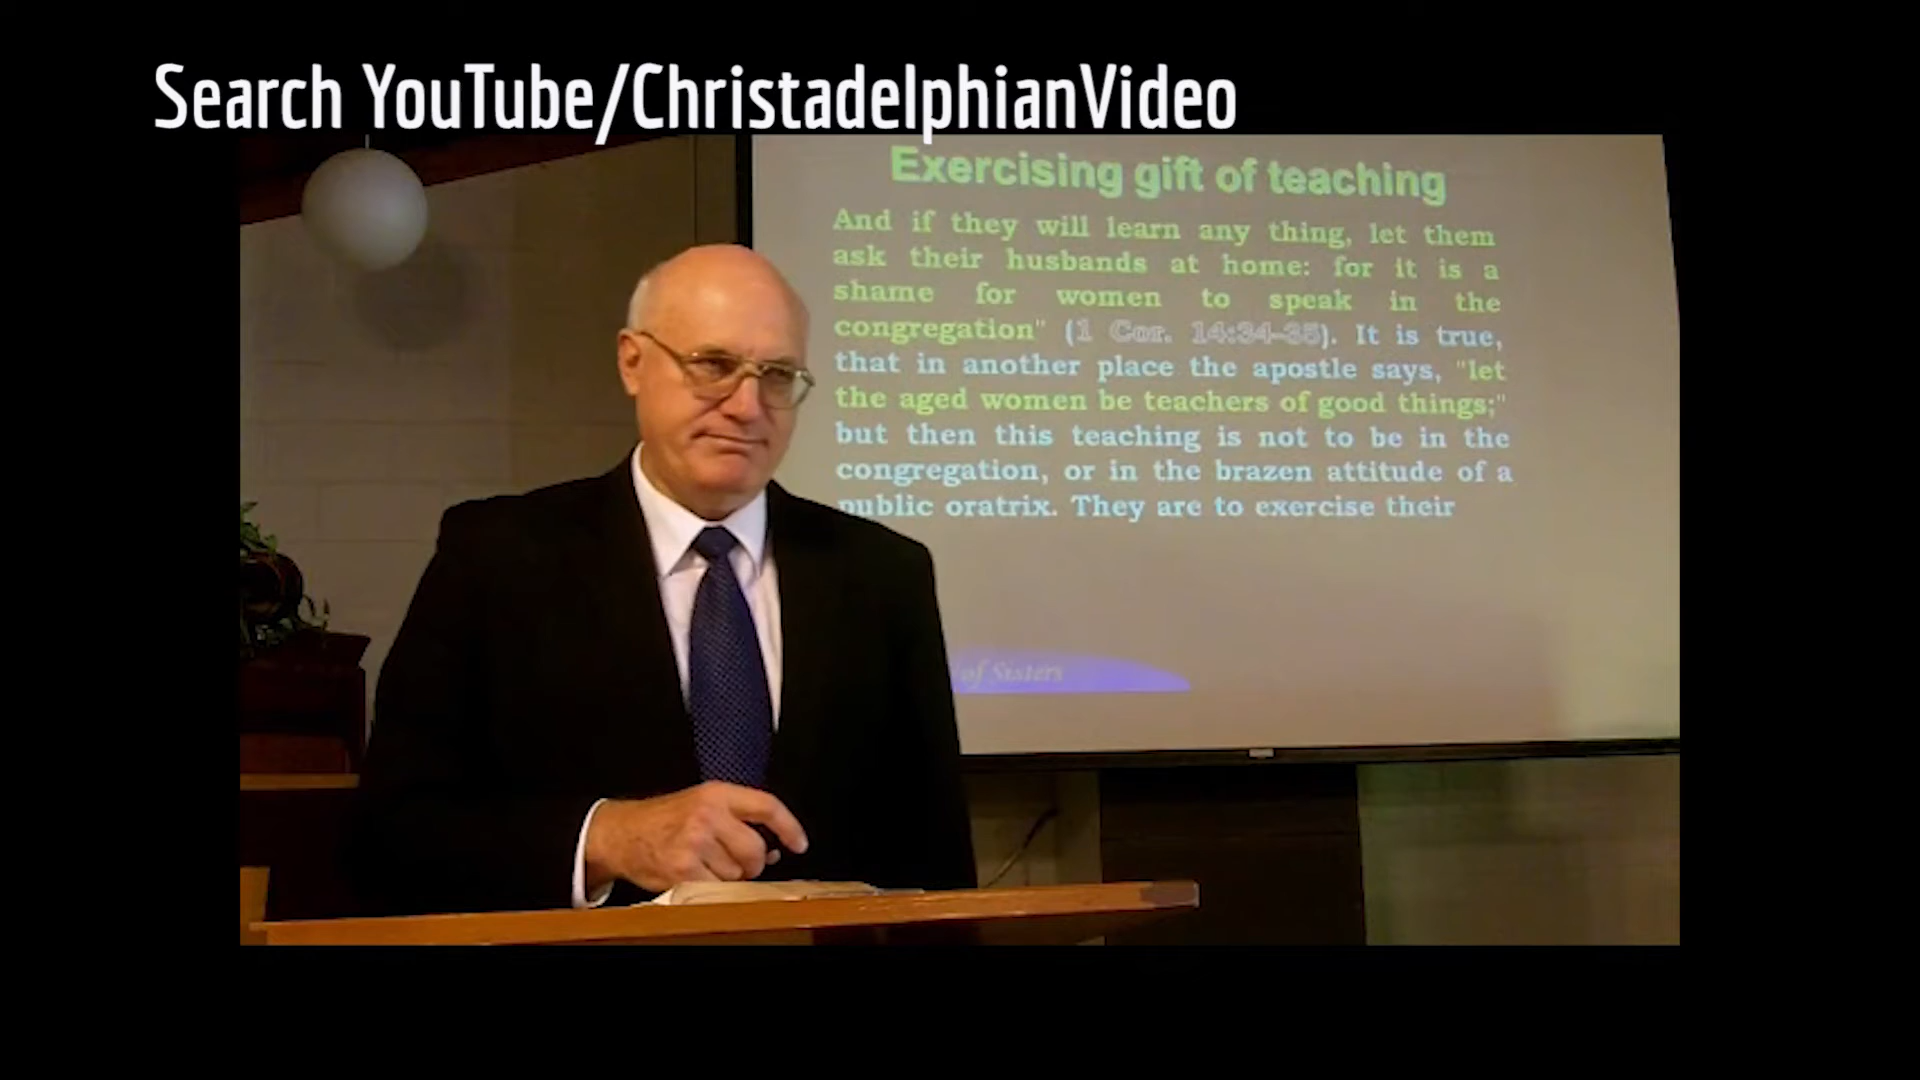 Search YouTube/ChristadelphianVideo
Exercising gift of teaching
And if they will learn any thing, let them
ask their husbands at home: for it is a
shame for women to speak in the
congregation" (1 Cor. 14:34-35). It is true,
that in another place the apostle says, "let
the aged women be teachers of good things;"
but then this teaching is not to be in the
congregation, or in the brazen attitude of a
public oratrix. They are to exercise their
of Sisters